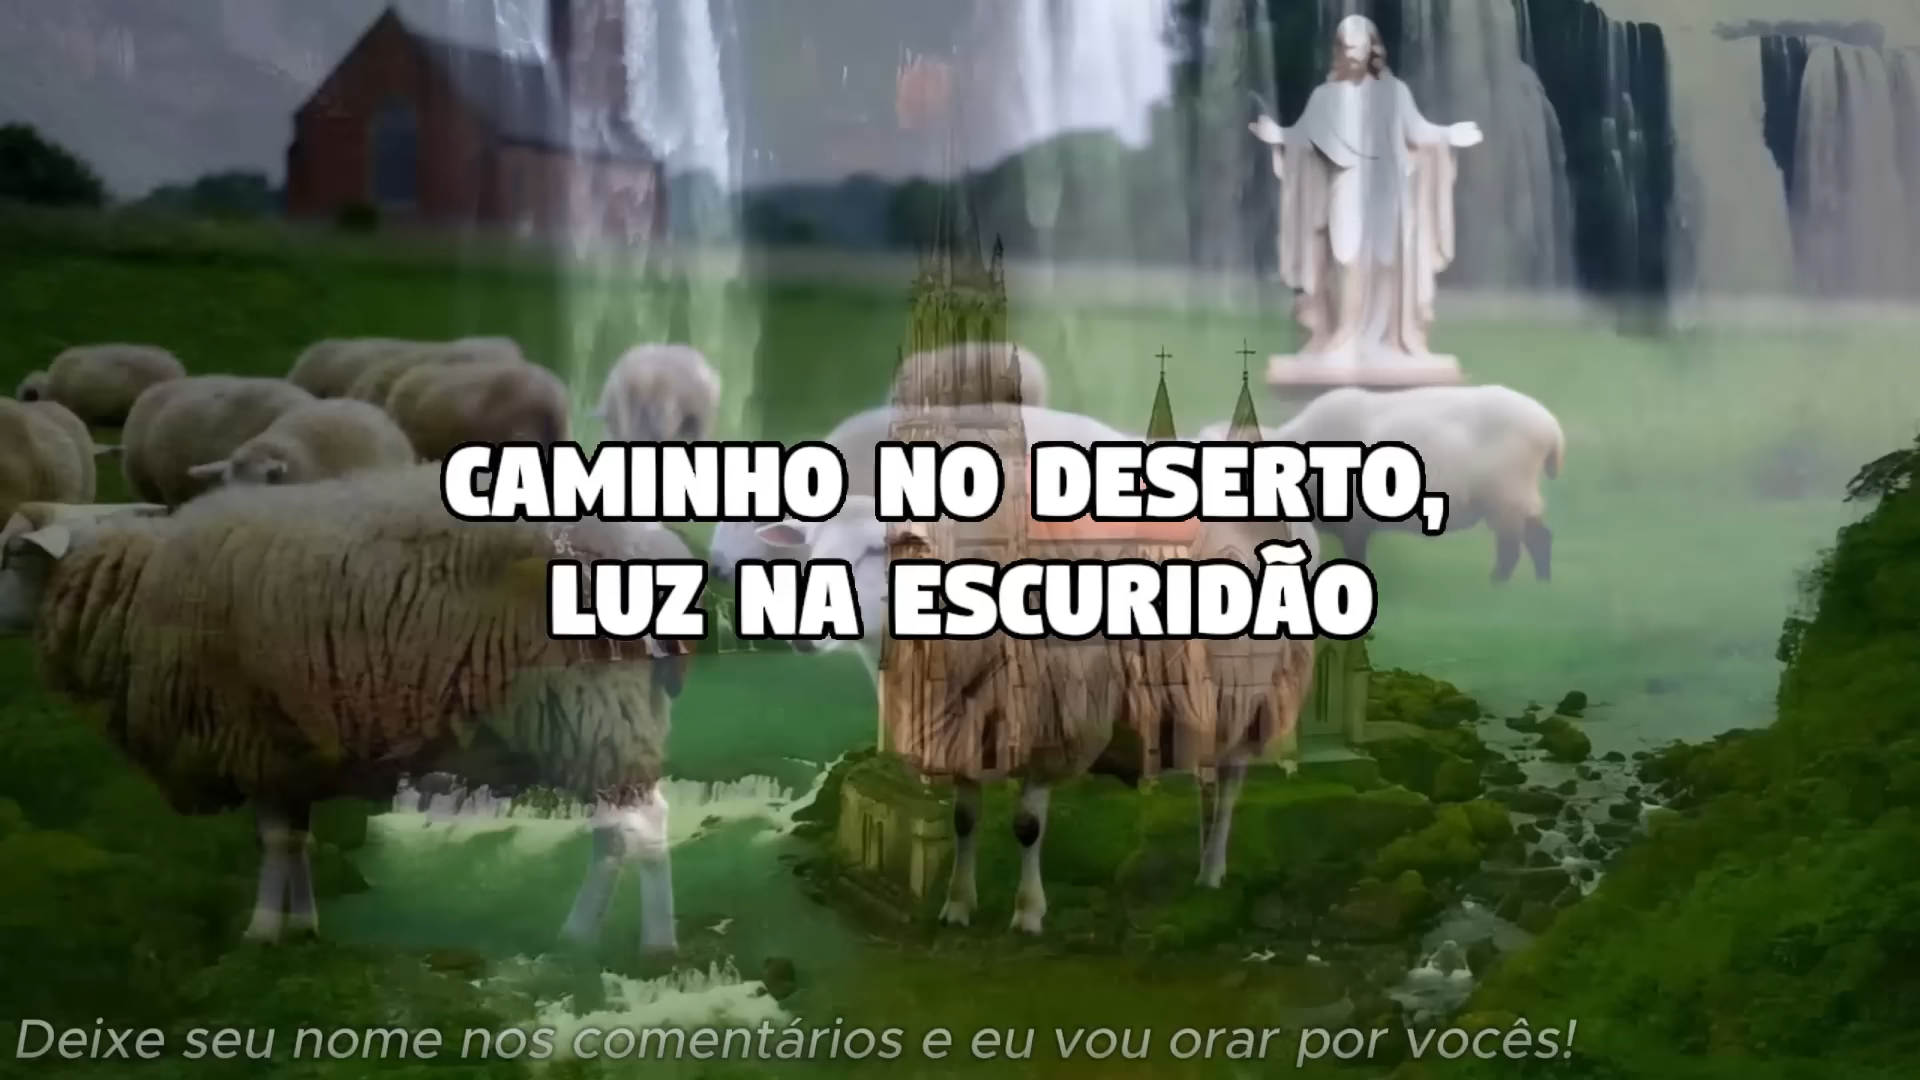 CAMINHO NO DESERTO,
LUZ NA ESCURIDÃO
Deixe seu nome nos comentários e eu vou orar por vocês!